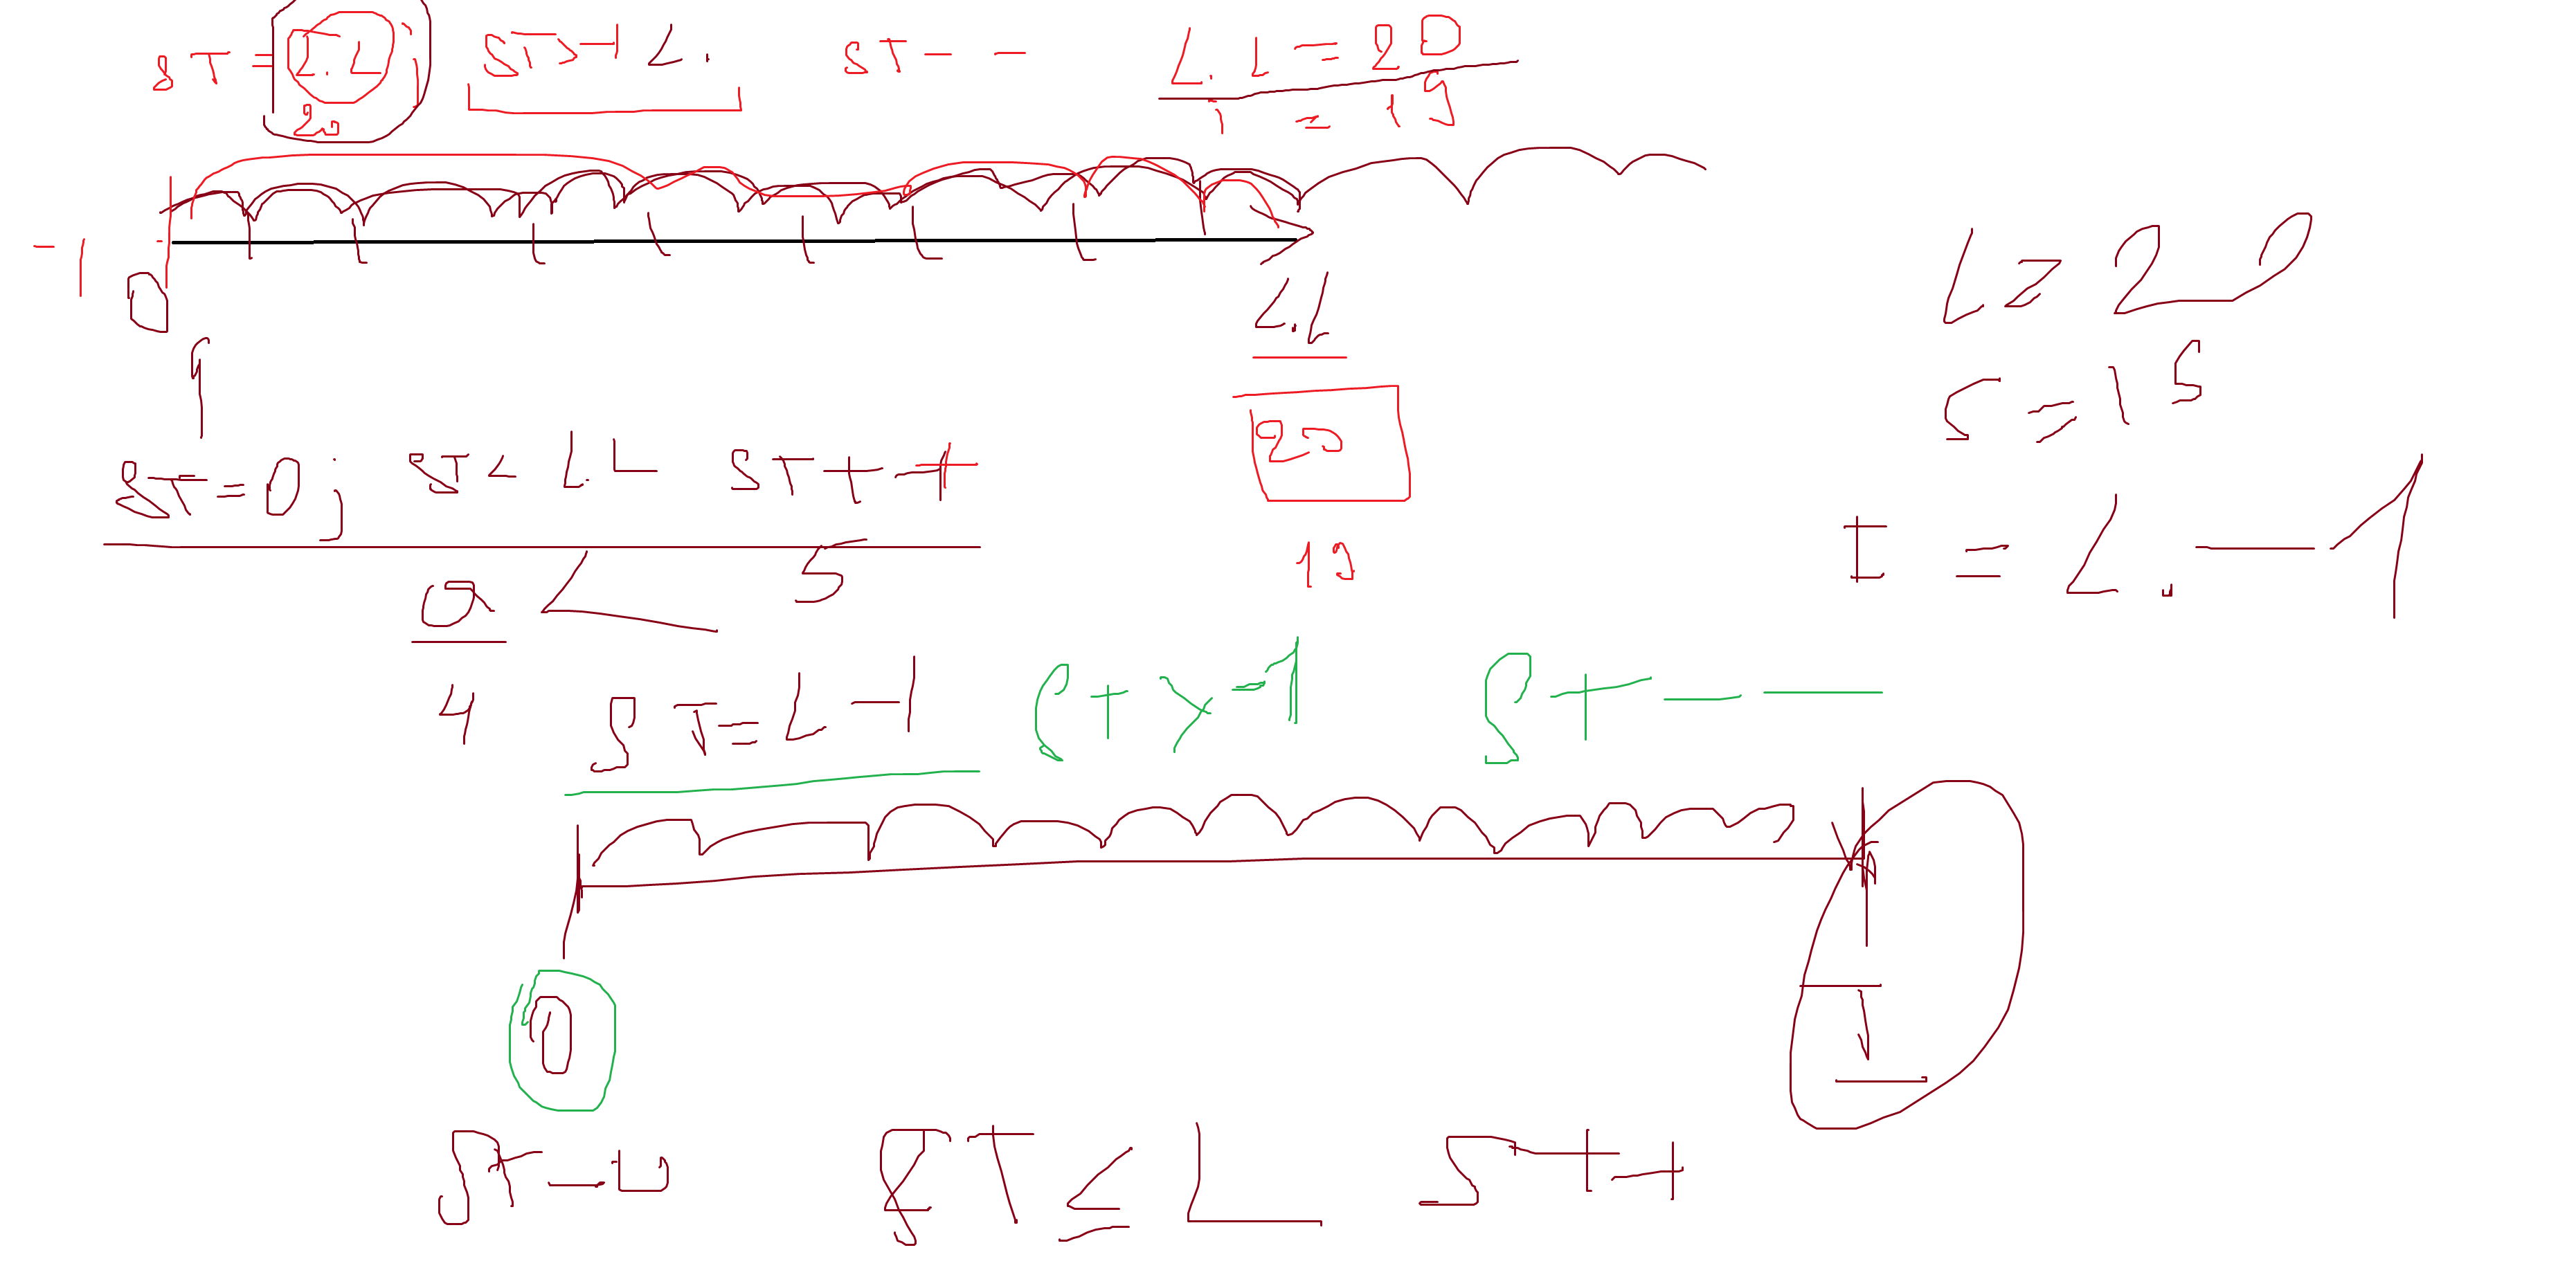 ST = L.L ; ST > -1 L. ST - - L.L = 20
20 i = 19
-1 0 L.L
9
L = 20
S = 15
20
ST = 0 ; ST < L.L ST + +
19
0 < 5
I = L. - 1
4
ST = L - 1 ST > -1 ST - -
0 L
ST = 0 ST ≤ L ST + +